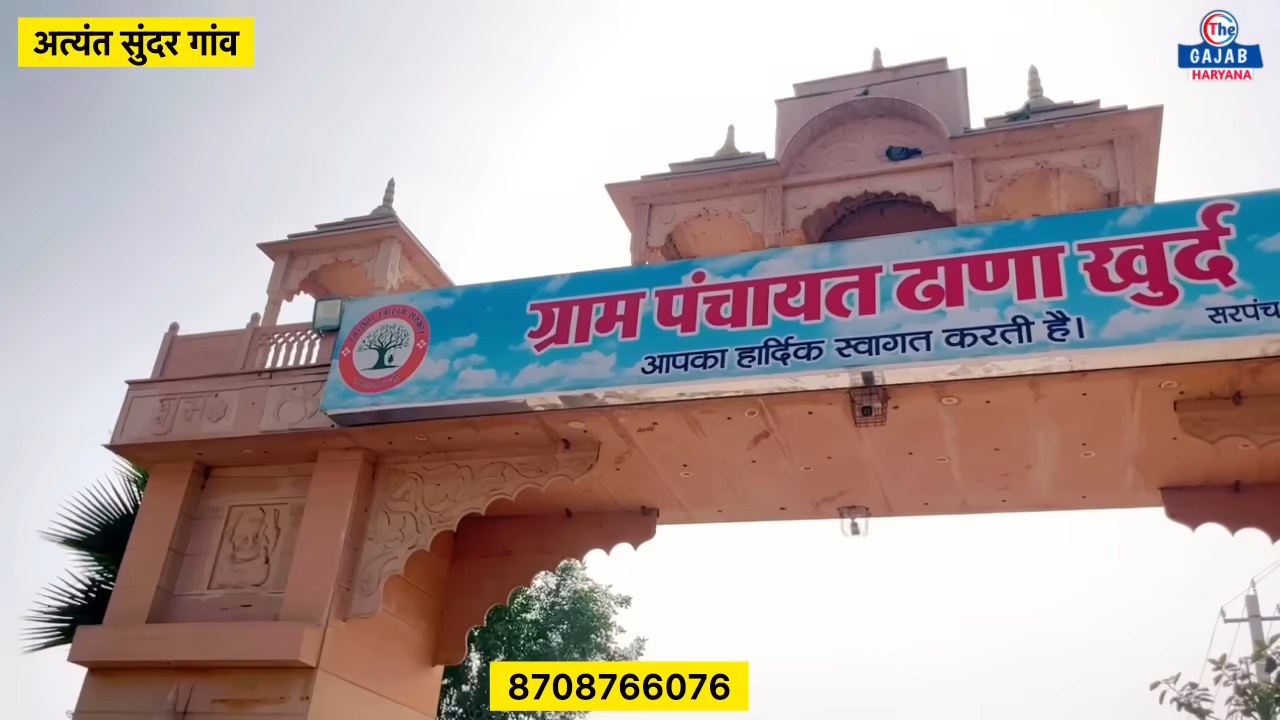 अत्यंत सुंदर गांव
The
GAJAB
HARYANA
ग्राम पंचायत ढाणा खुर्द
आपका हार्दिक स्वागत करती है।
सरपंच
शुभ
8708766076